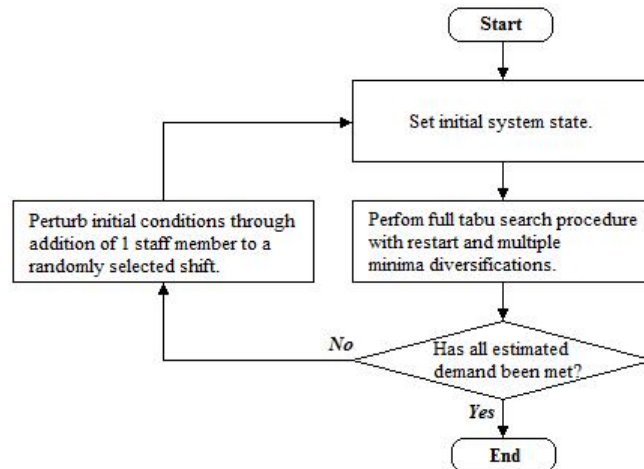 Start
Set initial system state.
Perturb initial conditions through
addition of 1 staff member to a
randomly selected shift.
Perfom full tabu search procedure
with restart and multiple
minima diversifications.
No
Has all estimated
demand been met?
Yes
End